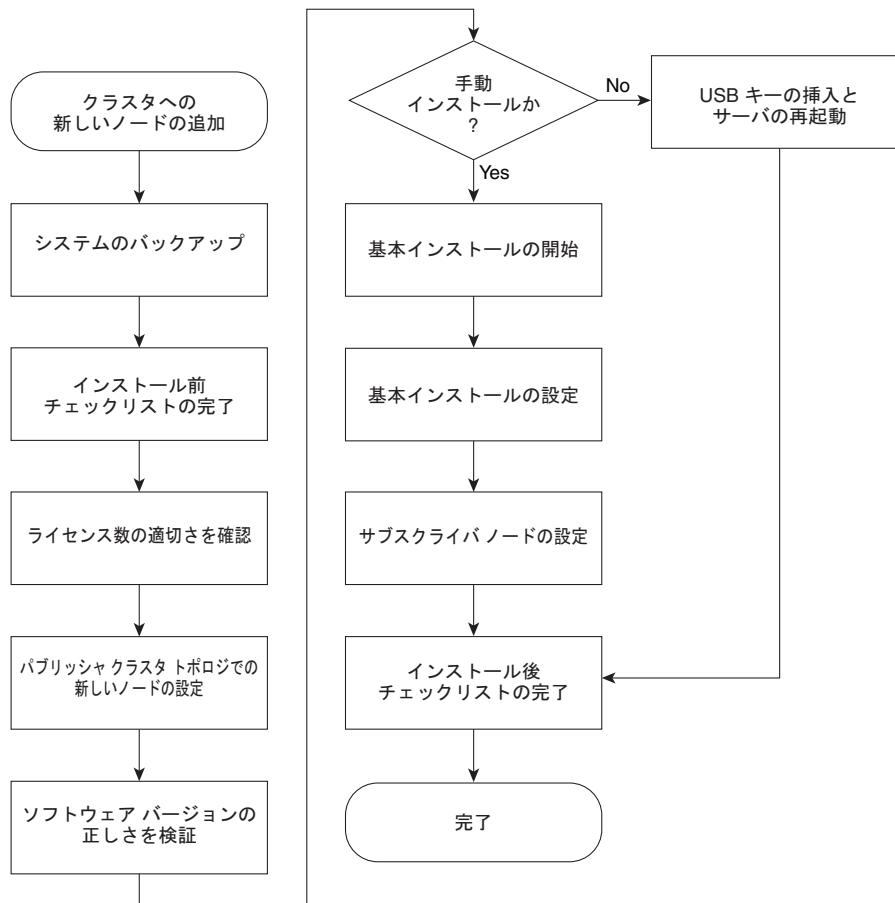 クラスタへの
新しいノードの追加
システムのバックアップ
インストール前
チェックリストの完了
ライセンス数の適切さを確認
パブリッシャ クラスタ トポロジでの
新しいノードの設定
ソフトウェア バージョンの
正しさを検証
手動
インストールか
?
No
Yes
USB キーの挿入と
サーバの再起動
基本インストールの開始
基本インストールの設定
サブスクライバ ノードの設定
インストール後
チェックリストの完了
完了